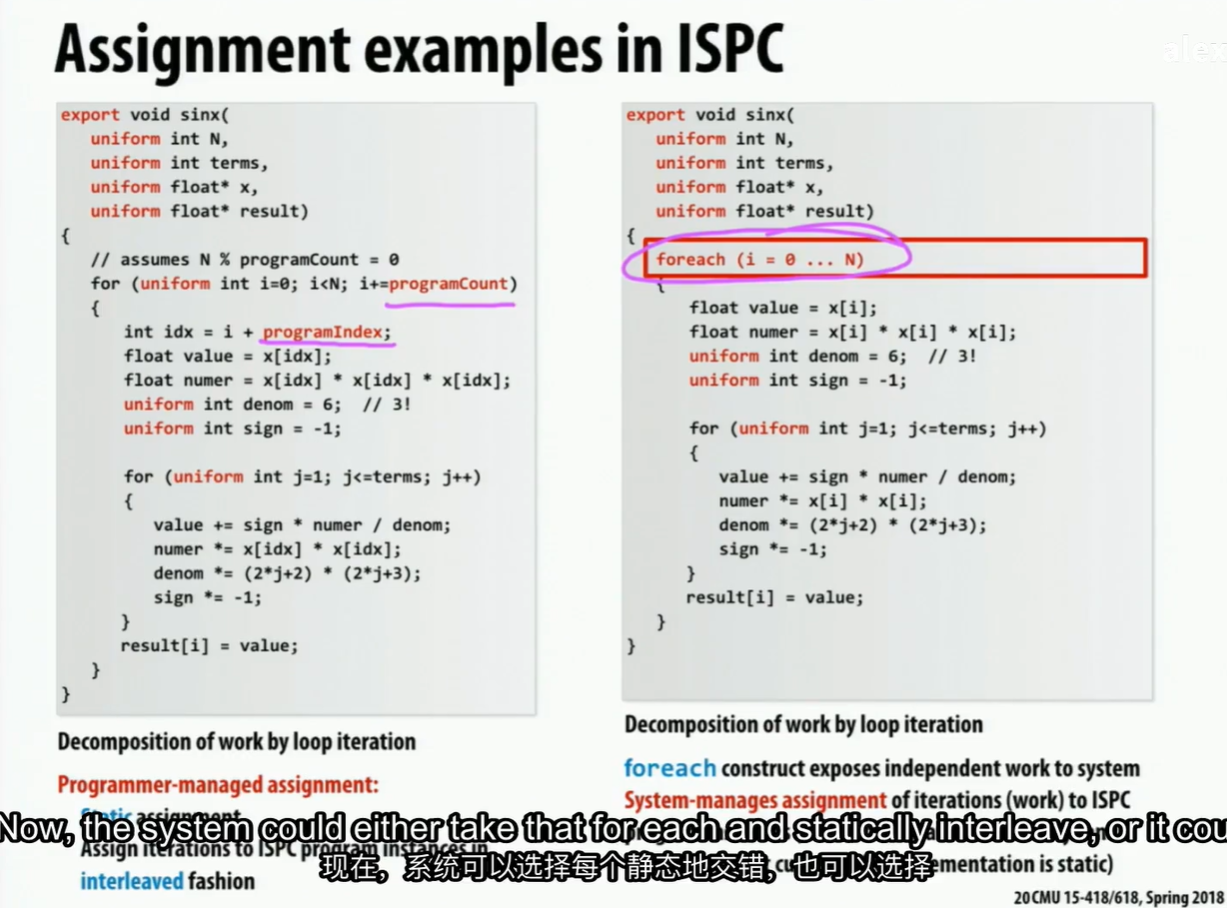 Assignment examples in ISPC
export void sinx(
uniform int N,
uniform int terms,
uniform float* x,
uniform float* result)
{
// assumes N % programCount = 0
for (uniform int i=0; i<N; i+=programCount)
{
int idx = i + programIndex;
float value = x[idx];
float numer = x[idx] * x[idx] * x[idx];
uniform int denom = 6; // 3!
uniform int sign = -1;
for (uniform int j=1; j<=terms; j++)
{
value += sign * numer / denom;
numer *= x[idx] * x[idx];
denom *= (2*j+2) * (2*j+3);
sign *= -1;
}
result[i] = value;
}
}
Decomposition of work by loop iteration
Programmer-managed assignment:
Static assignment
Assign iterations to ISPC program instances in
interleaved fashion
export void sinx(
uniform int N,
uniform int terms,
uniform float* x,
uniform float* result)
{
foreach (i = 0 ... N)
{
float value = x[i];
float numer = x[i] * x[i] * x[i];
uniform int denom = 6; // 3!
uniform int sign = -1;
for (uniform int j=1; j<=terms; j++)
{
value += sign * numer / denom;
numer *= x[i] * x[i];
denom *= (2*j+2) * (2*j+3);
sign *= -1;
}
result[i] = value;
}
}
Decomposition of work by loop iteration
foreach construct exposes independent work to system
System-manages assignment of iterations (work) to ISPC
ementation is static)
Now, the system could either take that for each and statically interleave, or it cou
现在，系统可以选择每个静态地交错，也可以选择
20 CMU 15-418/618, Spring 2018
alex